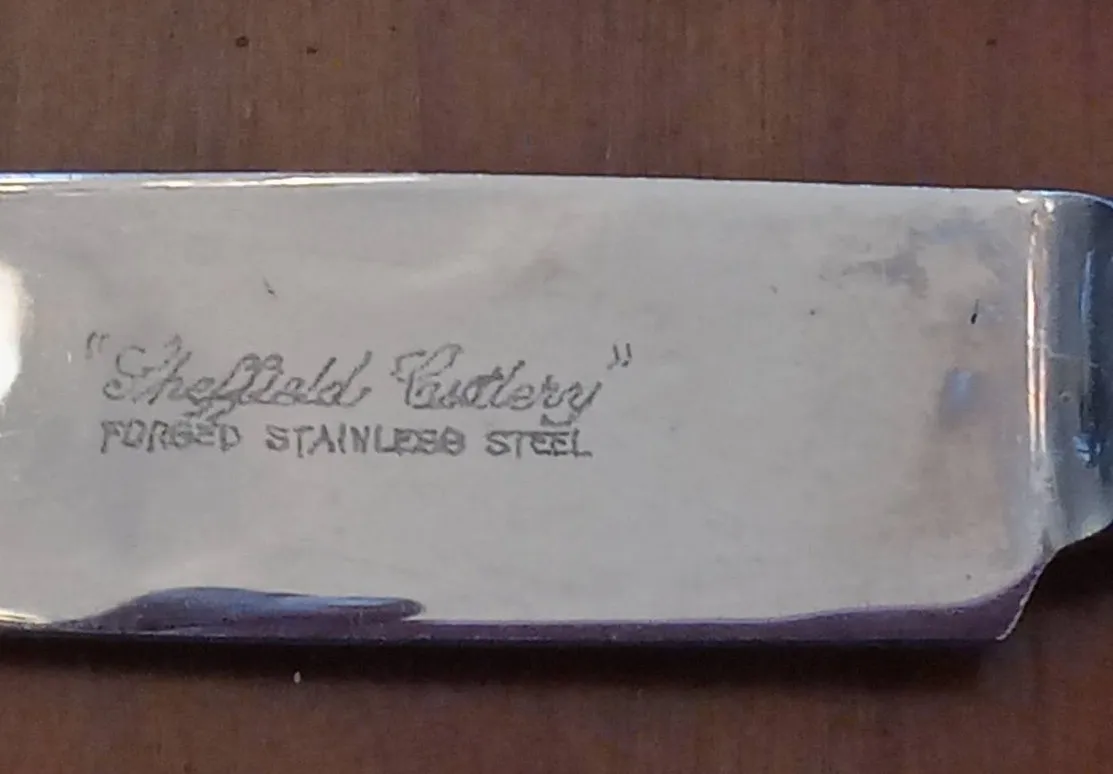 "Sheffield Cutlery"
FORGED STAINLESS STEEL